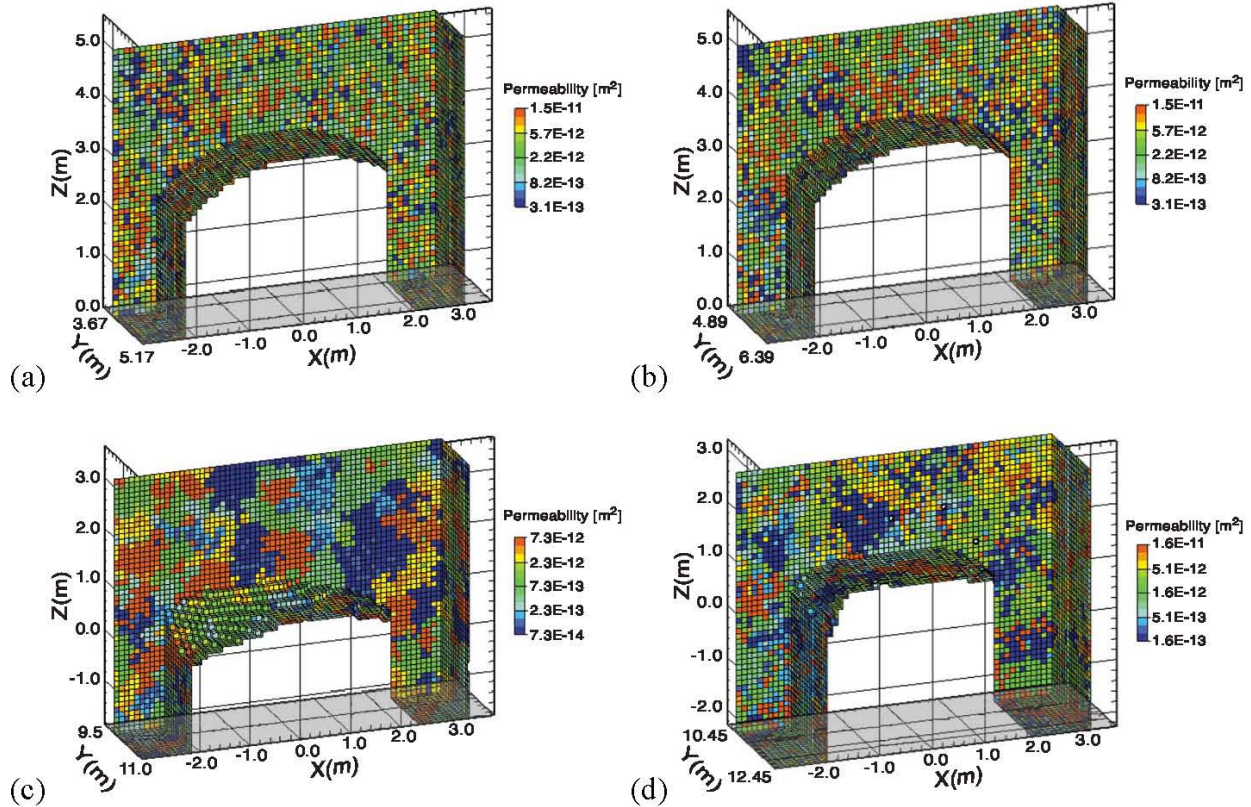 5.0
4.0
3.0
2.0
1.0
0.0
Z(m)
3.67
5.17
Y(m)
-2.0 -1.0 0.0 1.0 2.0 3.0
X(m)
Permeability [m²]
1.5E-11
5.7E-12
2.2E-12
8.2E-13
3.1E-13
(a)
5.0
4.0
3.0
2.0
1.0
0.0
Z(m)
4.89
6.39
Y(m)
-2.0 -1.0 0.0 1.0 2.0 3.0
X(m)
Permeability [m²]
1.5E-11
5.7E-12
2.2E-12
8.2E-13
3.1E-13
(b)
3.0
2.0
1.0
0.0
-1.0
Z(m)
9.5
11.0
Y(m)
-2.0 -1.0 0.0 1.0 2.0 3.0
X(m)
Permeability [m²]
7.3E-12
2.3E-12
7.3E-13
2.3E-13
7.3E-14
(c)
3.0
2.0
1.0
0.0
-1.0
-2.0
Z(m)
10.45
12.45
Y(m)
-2.0 -1.0 0.0 1.0 2.0 3.0
X(m)
Permeability [m²]
1.6E-11
5.1E-12
1.6E-12
5.1E-13
1.6E-13
(d)